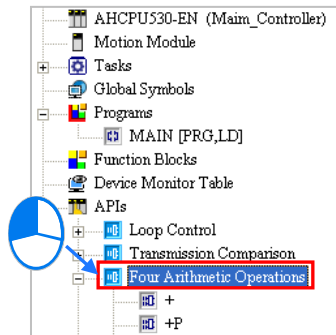 AHCPU530-EN (Maim_Controller)
Motion Module
Tasks
Global Symbols
Programs
MAIN [PRG,LD]
Function Blocks
Device Monitor Table
APIs
Loop Control
Transmission Comparison
Four Arithmetic Operations
+
+P